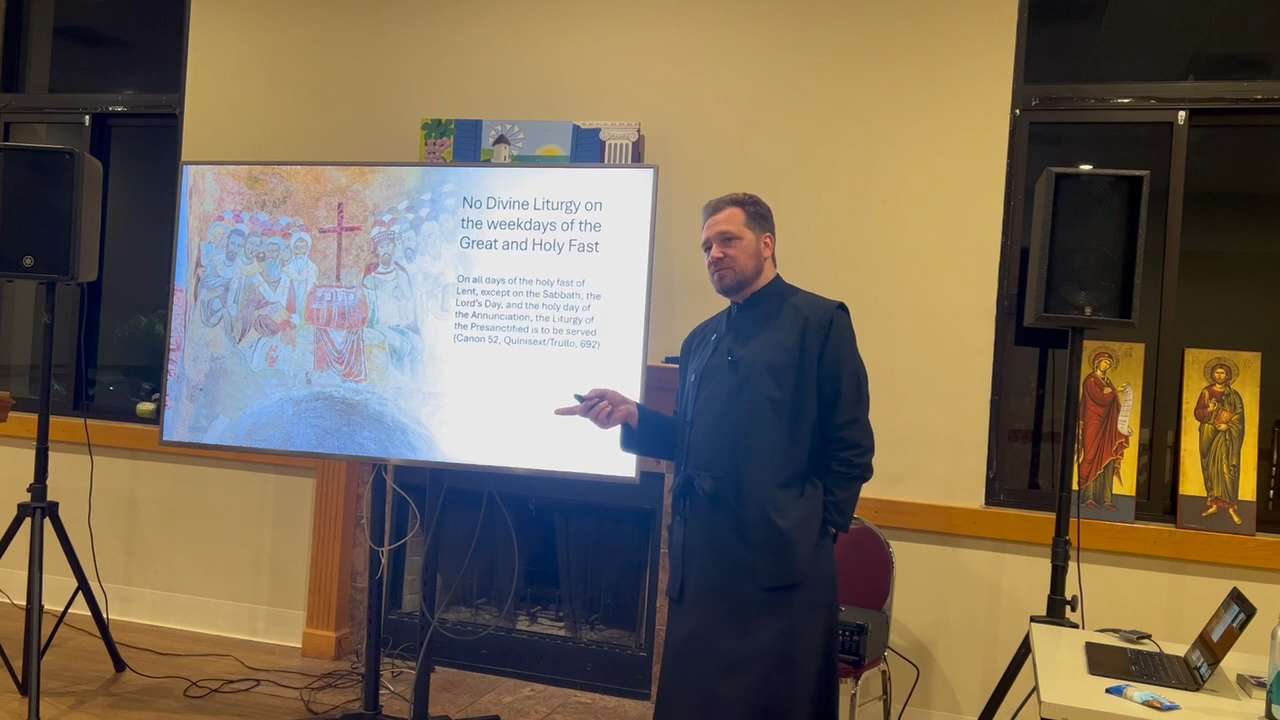 No Divine Liturgy on
the weekdays of the
Great and Holy Fast
On all days of the holy fast of
Lent, except on the Sabbath, the
Lord's Day, and the holy day of
the Annunciation, the Liturgy of
the Presanctified is to be served
(Canon 52, Quinisext/Trullo, 692)